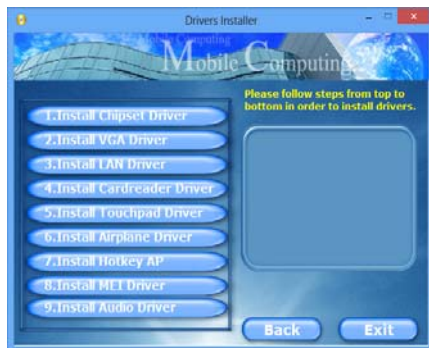 Drivers Installer
Mobile Computing
Mobile Computing
Please follow steps from top to
bottom in order to install drivers.
1.Install Chipset Driver
2.Install VGA Driver
3.Install LAN Driver
4.Install Cardreader Driver
5.Install Touchpad Driver
6.Install Airplane Driver
7.Install Hotkey AP
8.Install MEI Driver
9.Install Audio Driver
Back
Exit